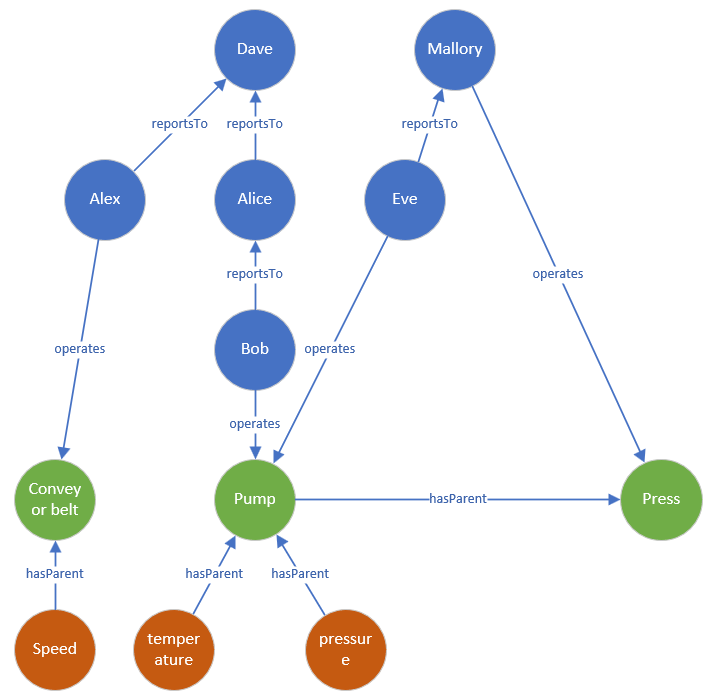 Dave
Mallory
reportsTo
reportsTo
reportsTo
Alex
Alice
Eve
reportsTo
operates
operates
Bob
operates
operates
Convey
or belt
Pump
hasParent
Press
hasParent
hasParent
hasParent
Speed
temper
ature
pressur
e